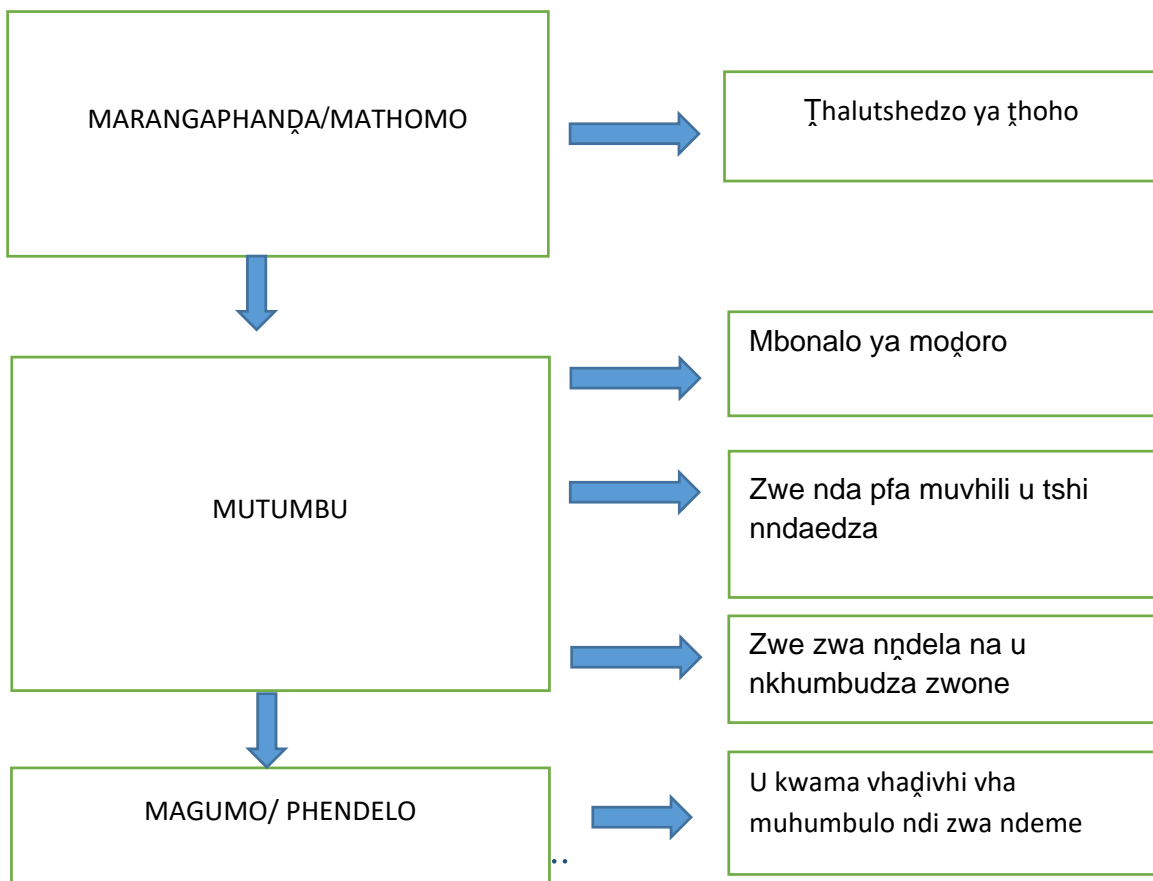 MARANGAPHANḒA/MATHOMO
Ṱhalutshedzo ya ṱhoho
MUTUMBU
Mbonalo ya moḓoro
Zwe nda pfa muvhili u tshi
nndaedza
Zwe zwa nṋdela na u
nkhumbudza zwone
MAGUMO/ PHENDELO
U kwama vhaḓivhi vha
muhumbulo ndi zwa ndeme
..